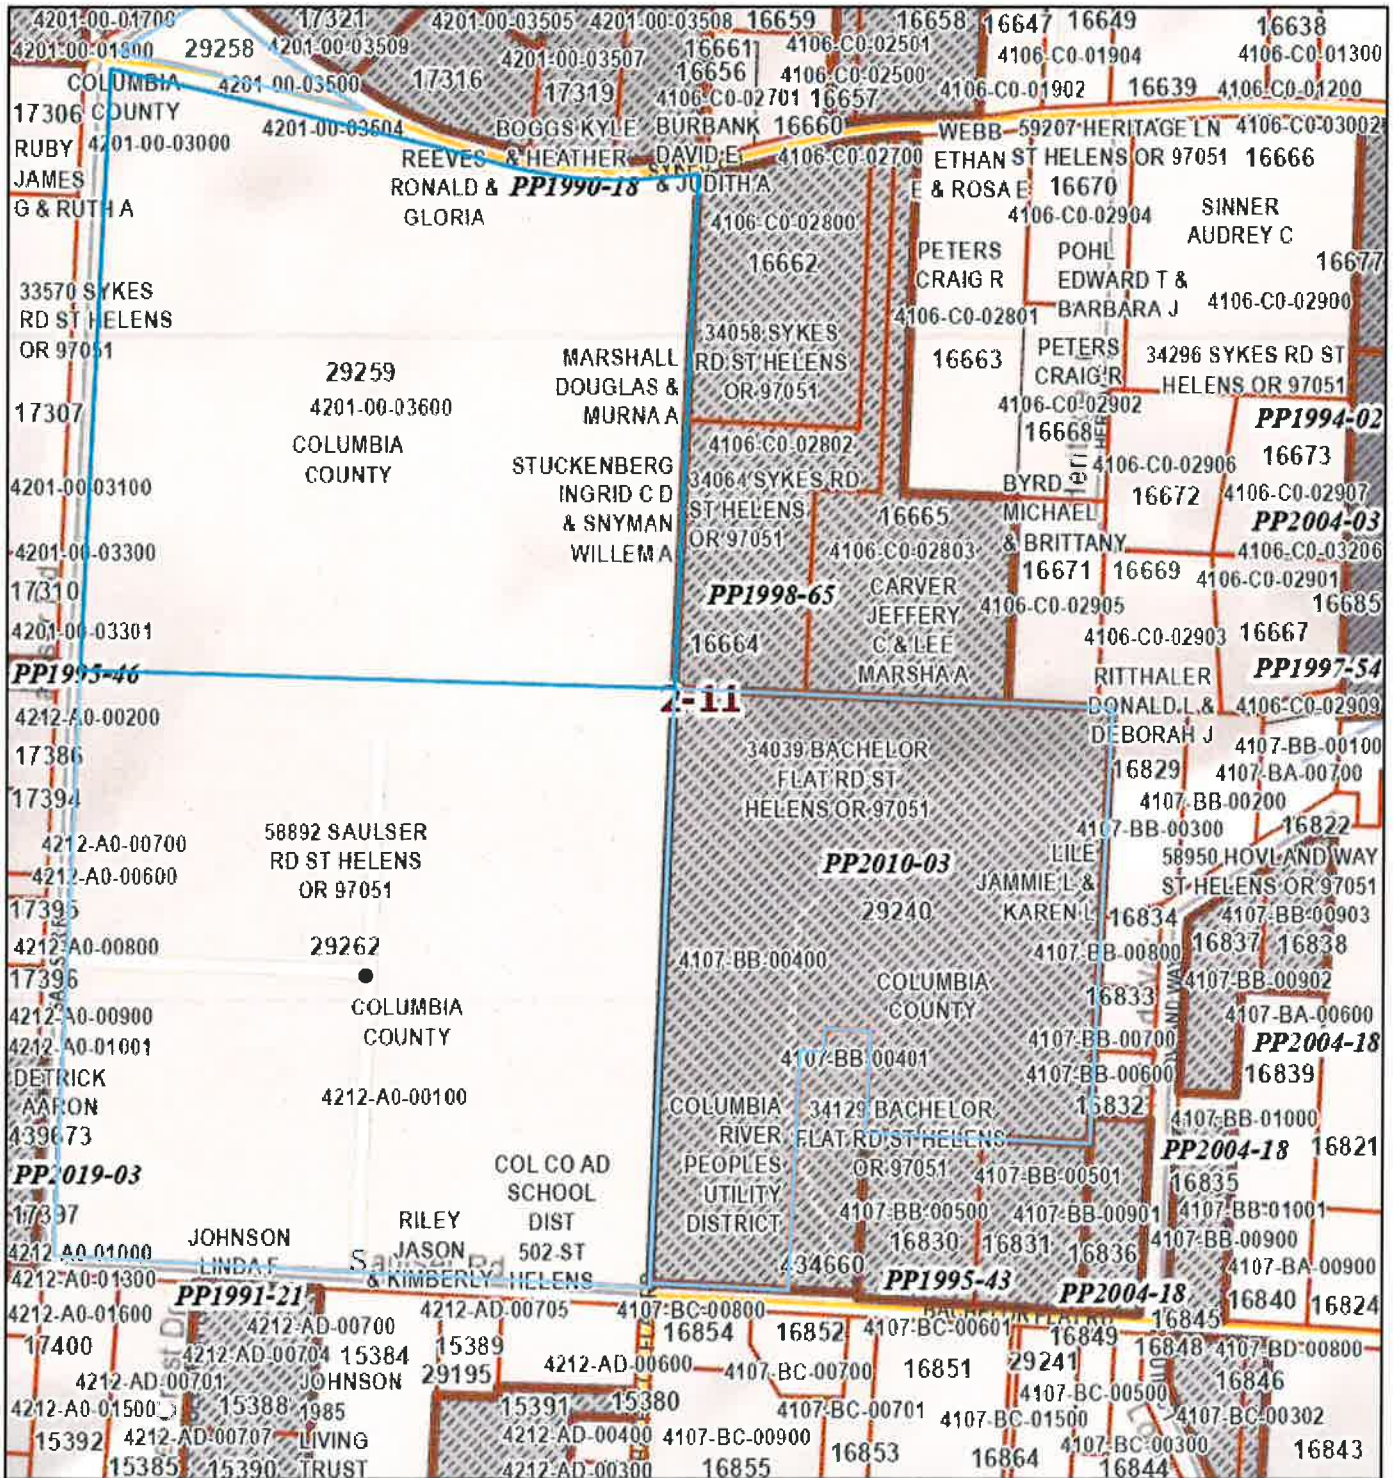 4201-00-01700
17321
4201-00-03505
4201-00-03508
16659
16658
16647
16649
16638
4201-00-01800
29258
4201-00-03509
4201-00-03507
16661
4106-C0-02501
4106-C0-01904
4106-C0-01300
COLUMBIA
COUNTY
4201-00-03500
17316
17319
16656
4106-C0-02500
4106-C0-02701
16657
4106-C0-01902
16639
4106-C0-01200
17306
4201-00-03000
4201-00-03504
BOGGS KYLE
& HEATHER
BURBANK
DAVID E
& JUDITH A
16660
4106-C0-02700
WEBB
ETHAN
E & ROSA E
59207 HERITAGE LN
ST HELENS OR 97051
4106-C0-03002
16666
RUBY
JAMES
G & RUTH A
REEVES
RONALD &
GLORIA
PP1990-18
16670
4106-C0-02904
SINNER
AUDREY C
4106-C0-02800
16662
PETERS
CRAIG R
POHL
EDWARD T &
BARBARA J
16677
4106-C0-02900
33570 SYKES
RD ST HELENS
OR 97051
4106-C0-02801
34058 SYKES
RD ST HELENS
OR 97051
16663
PETERS
CRAIG R
34296 SYKES RD ST
HELENS OR 97051
29259
4201-00-03600
COLUMBIA
COUNTY
MARSHALL
DOUGLAS &
MURNA A
17307
4106-C0-02902
16668
PP1994-02
4106-C0-02802
16673
STUCKENBERG
INGRID C D
& SNYMAN
WILLEM A
34064 SYKES RD
ST HELENS
OR 97051
4201-00-03100
BYRD
MICHAEL
& BRITTANY
4106-C0-02906
16672
4106-C0-02907
16665
4106-C0-02803
PP2004-03
4201-00-03300
17310
4106-C0-03206
16671
16669
4106-C0-02901
CARVER
JEFFERY
C & LEE
MARSHA A
PP1998-65
4106-C0-02905
16685
4201-00-03301
16664
4106-C0-02903
16667
PP1995-46
RITTHALER
DONALD L &
DEBORAH J
PP1997-54
2-11
4106-C0-02909
4212-A0-00200
17386
34039 BACHELOR
FLAT RD ST
HELENS OR 97051
4107-BB-00100
16829
4107-BA-00700
17394
4107-BB-00200
4107-BB-00300
16822
4212-A0-00700
58892 SAULSER
RD ST HELENS
OR 97051
4212-A0-00600
PP2010-03
29240
LILE
JAMMIE L &
KAREN L
58950 HOVLAND WAY
ST HELENS OR 97051
17395
16834
4107-BB-00903
4212-A0-00800
29262
4107-BB-00400
4107-BB-00800
16837
16838
17396
COLUMBIA
COUNTY
COLUMBIA
COUNTY
16833
4107-BB-00902
4212-A0-00900
4107-BA-00600
4212-A0-01001
4107-BB-00401
4107-BB-00700
PP2004-18
DETRICK
AARON
4212-A0-00100
4107-BB-00600
16839
439673
COLUMBIA
RIVER
PEOPLES
UTILITY
DISTRICT
34129 BACHELOR
FLAT RD ST HELENS
OR 97051
16832
4107-BB-01000
16821
PP2019-03
COL CO AD
SCHOOL
DIST
502-ST
HELENS
4107-BB-00501
PP2004-18
16835
17397
4107-BB-00500
4107-BB-00901
4107-BB-01001
4212-A0-01000
JOHNSON
LINDA F
RILEY
JASON
& KIMBERLY
16830
16831
16836
4107-BB-00900
4107-BA-00900
4212-A0-01300
434660
PP1995-43
PP2004-18
PP1991-21
4212-A0-01600
4212-AD-00705
4107-BC-00800
16845
16840
16824
4212-AD-00700
16854
16852
4107-BC-00601
16849
17400
4212-AD-00704
15384
15389
4212-AD-00600
4107-BC-00700
16851
29241
16848
4107-BD-00800
4212-AD-00701
JOHNSON
1985
LIVING
TRUST
29195
16846
4212-A0-01500
15388
15391
15380
4107-BC-00701
4107-BC-01500
4107-BC-00500
4107-BC-00302
15392
4212-AD-00707
4212-AD-00400
4107-BC-00900
16853
16864
4107-BC-00300
16843
15385
15390
4212-AD-00300
16855
16844